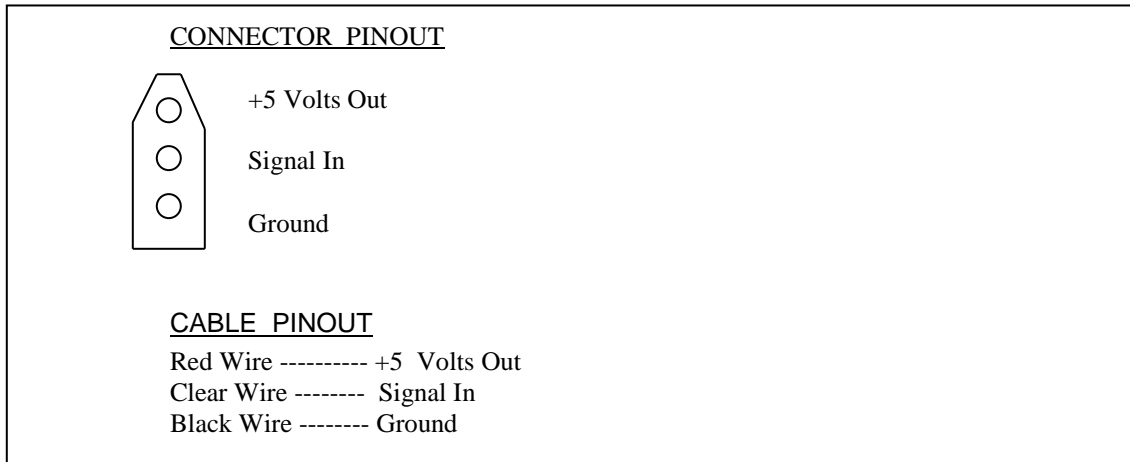 CONNECTOR PINOUT
+5 Volts Out
Signal In
Ground
CABLE PINOUT
Red Wire ---------- +5 Volts Out
Clear Wire -------- Signal In
Black Wire -------- Ground